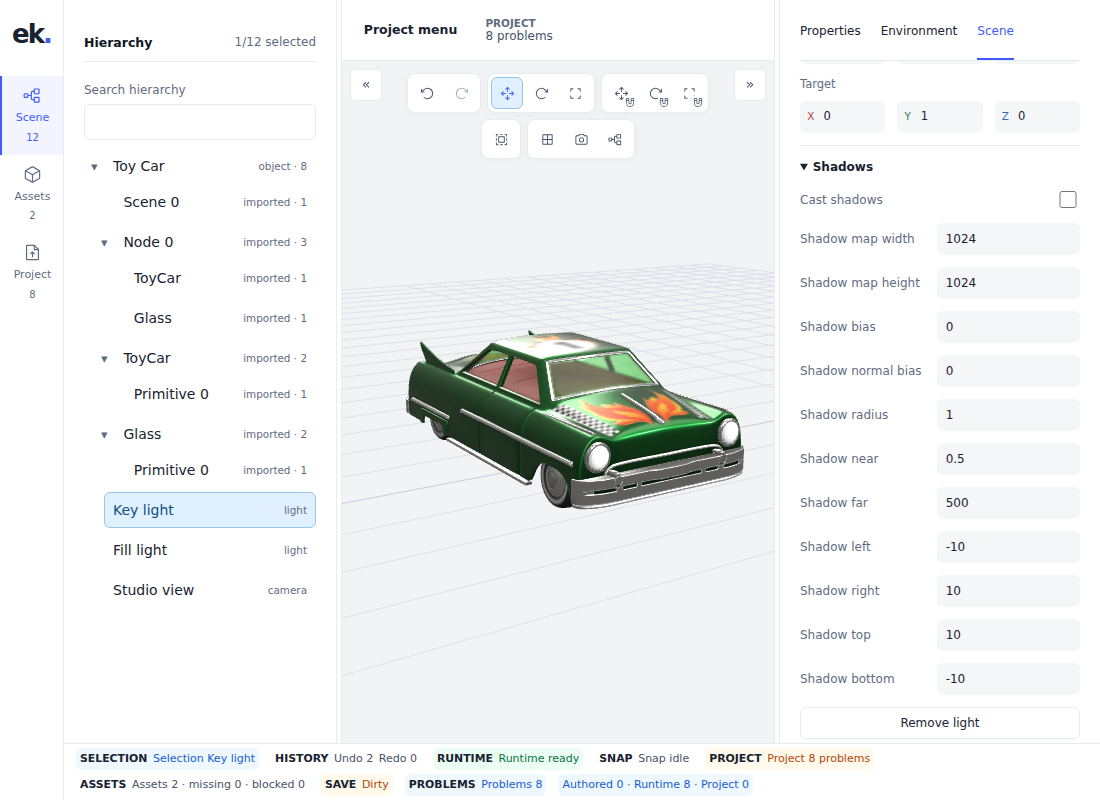 ek.
Scene
12
Assets
2
Project
8
Hierarchy
1/12 selected
Search hierarchy
Toy Car object · 8
Scene 0 imported · 1
Node 0 imported · 3
ToyCar imported · 1
Glass imported · 1
ToyCar imported · 2
Primitive 0 imported · 1
Glass imported · 2
Primitive 0 imported · 1
Key light light
Fill light light
Studio view camera
Project menu
PROJECT
8 problems
«
»
Properties Environment Scene
Target
X 0 Y 1 Z 0
Shadows
Cast shadows
Shadow map width 1024
Shadow map height 1024
Shadow bias 0
Shadow normal bias 0
Shadow radius 1
Shadow near 0.5
Shadow far 500
Shadow left -10
Shadow right 10
Shadow top 10
Shadow bottom -10
Remove light
SELECTION Selection Key light HISTORY Undo 2 Redo 0 RUNTIME Runtime ready SNAP Snap idle PROJECT Project 8 problems
ASSETS Assets 2 · missing 0 · blocked 0 SAVE Dirty PROBLEMS Problems 8 Authored 0 · Runtime 8 · Project 0